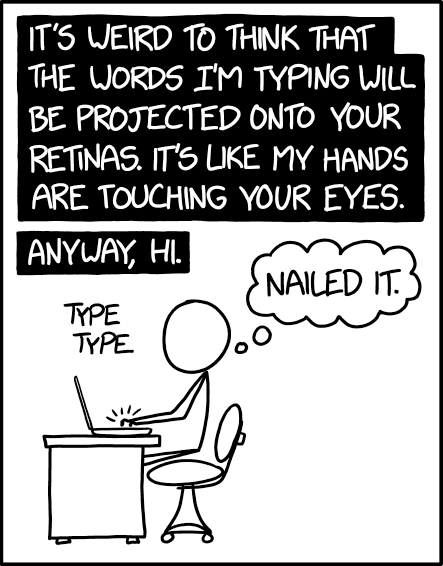 IT'S WEIRD TO THINK THAT
THE WORDS I'M TYPING WILL
BE PROJECTED ONTO YOUR
RETINAS. IT'S LIKE MY HANDS
ARE TOUCHING YOUR EYES.
ANYWAY, HI.
NAILED IT.
TYPE
TYPE